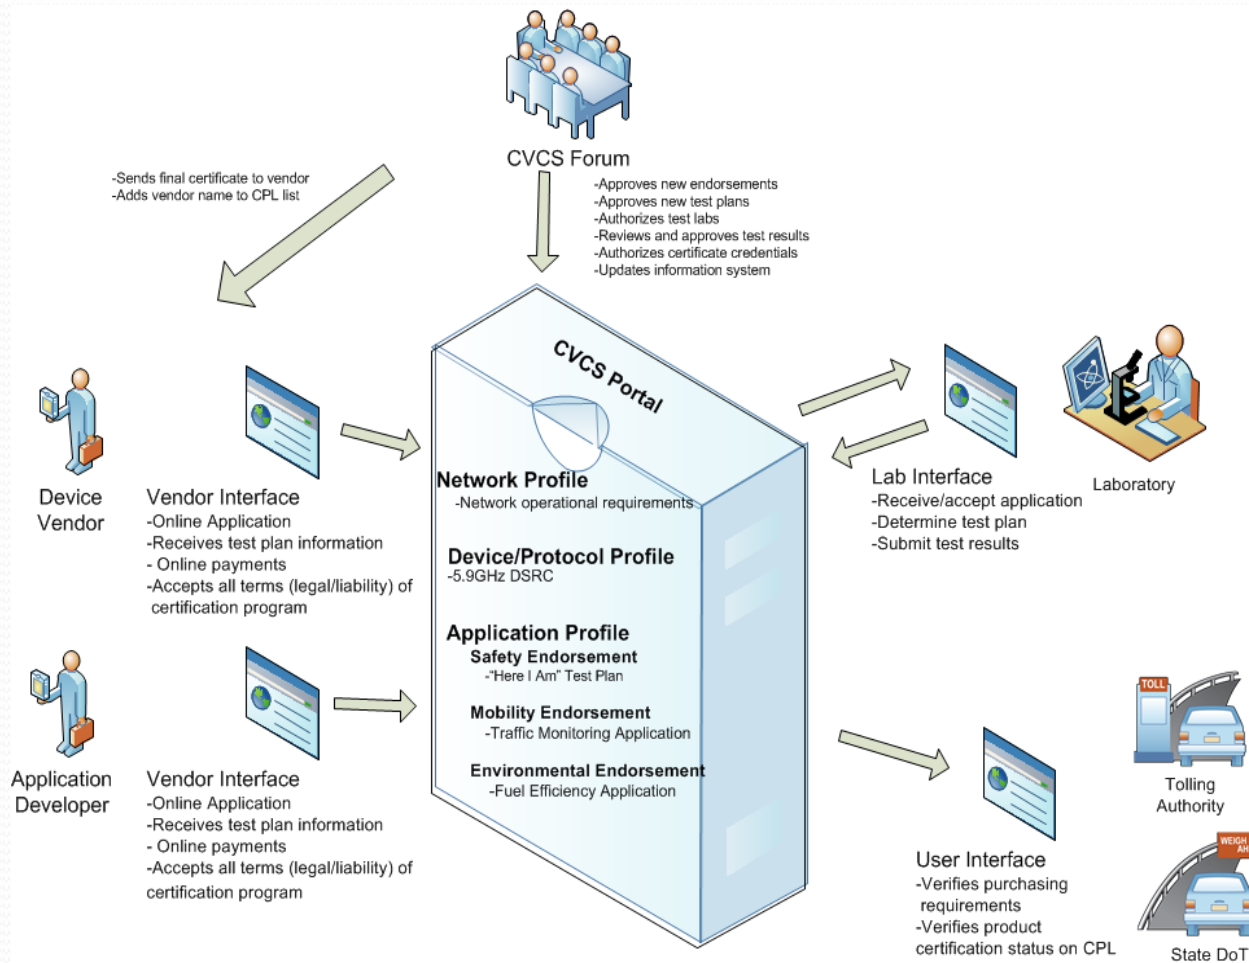 CVCS Forum
-Sends final certificate to vendor
-Adds vendor name to CPL list
-Approves new endorsements
-Approves new test plans
-Authorizes test labs
-Reviews and approves test results
-Authorizes certificate credentials
-Updates information system
CVCS Portal
Network Profile
-Network operational requirements
Device/Protocol Profile
-5.9GHz DSRC
Application Profile
Safety Endorsement
-"Here I Am" Test Plan
Mobility Endorsement
-Traffic Monitoring Application
Environmental Endorsement
-Fuel Efficiency Application
Device
Vendor
Vendor Interface
-Online Application
-Receives test plan information
- Online payments
-Accepts all terms (legal/liability) of
certification program
Application
Developer
Vendor Interface
-Online Application
-Receives test plan information
- Online payments
-Accepts all terms (legal/liability) of
certification program
Lab Interface
-Receive/accept application
-Determine test plan
-Submit test results
Laboratory
User Interface
-Verifies purchasing
requirements
-Verifies product
certification status on CPL
TOLL
Tolling
Authority
WEIGH
AH
State DoT